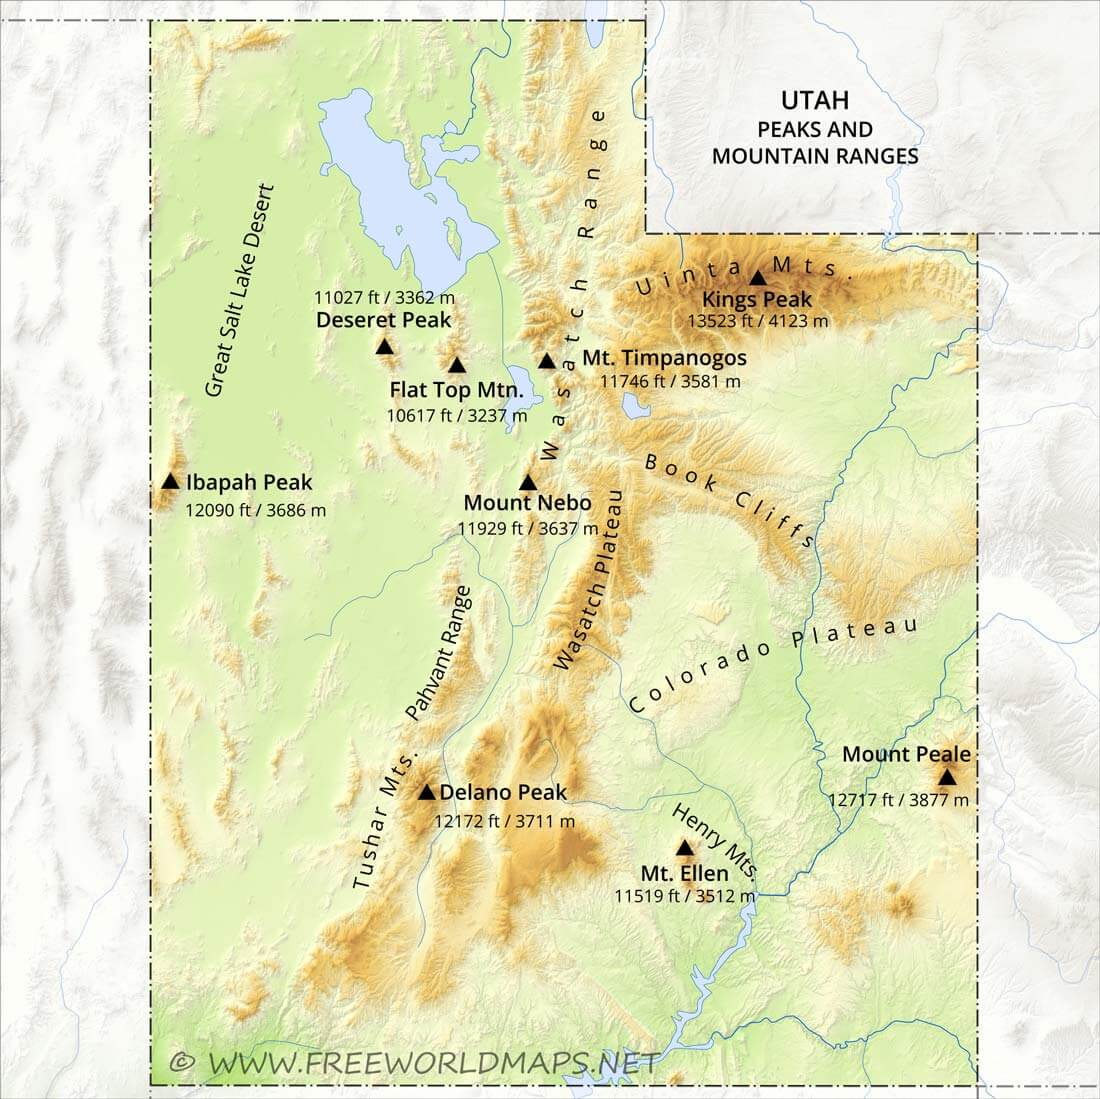 UTAH
PEAKS AND
MOUNTAIN RANGES
Great Salt Lake Desert
Wasatch Range
Uinta Mts.
Kings Peak
13523 ft / 4123 m
11027 ft / 3362 m
Deseret Peak
Mt. Timpanogos
11746 ft / 3581 m
Flat Top Mtn.
10617 ft / 3237 m
Ibapah Peak
12090 ft / 3686 m
Mount Nebo
11929 ft / 3637 m
Book Cliffs
Wasatch Plateau
Pahvant Range
Colorado Plateau
Tushar Mts.
Delano Peak
12172 ft / 3711 m
Mount Peale
12717 ft / 3877 m
Henry Mts.
Mt. Ellen
11519 ft / 3512 m
© WWW.FREEWORLDMAPS.NET